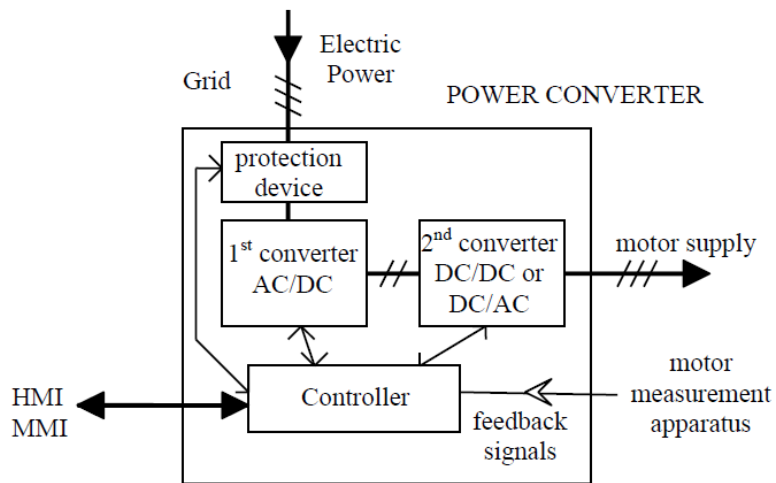 Electric
Power
Grid
POWER CONVERTER
protection
device
1st converter
AC/DC
2nd converter
DC/DC or
DC/AC
motor supply
Controller
HMI
MMI
feedback
signals
motor
measurement
apparatus